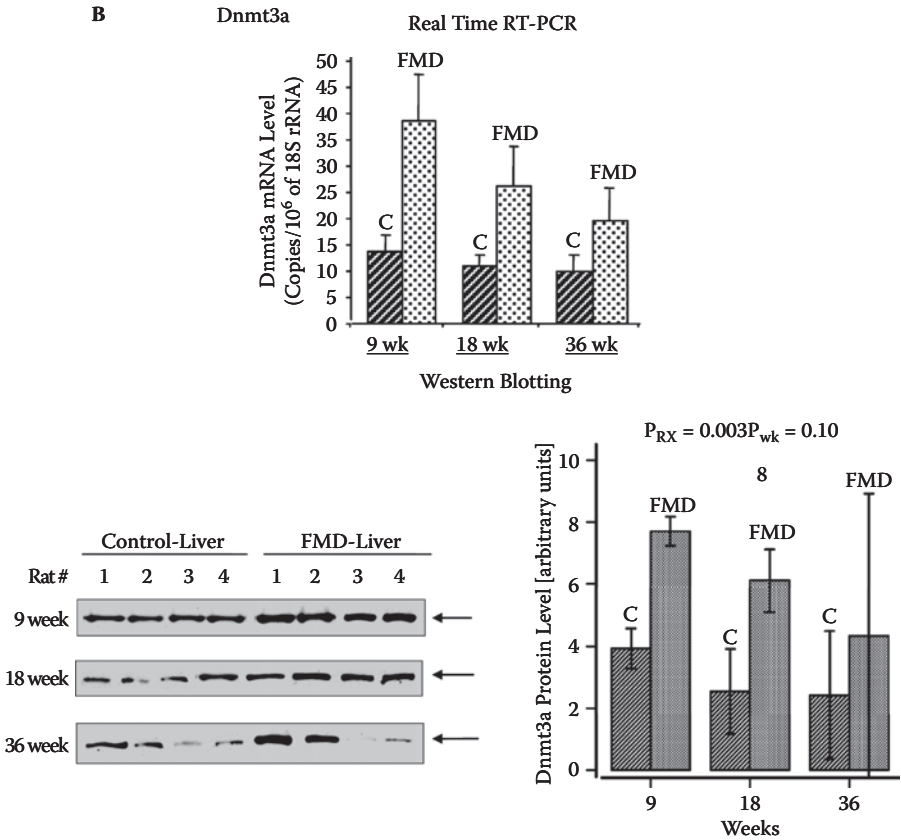 B Dnmt3a
Real Time RT-PCR
Dnmt3a mRNA Level
(Copies/10⁶ of 18S rRNA)
50
45
40
35
30
25
20
15
10
5
0
C FMD
C FMD
C FMD
9 wk 18 wk 36 wk
Western Blotting
Control-Liver FMD-Liver
Rat # 1 2 3 4 1 2 3 4
9 week
18 week
36 week
P_RX = 0.003P_wk = 0.10
8
Dnmt3a Protein Level [arbitrary units]
10
8
6
4
2
0
C FMD
C FMD
C FMD
9 18 36
Weeks